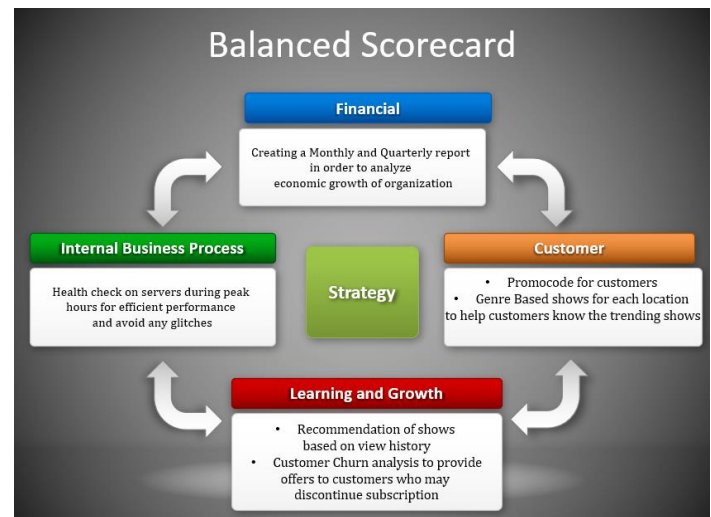 Balanced Scorecard
Financial
Creating a Monthly and Quarterly report
in order to analyze
economic growth of organization
Internal Business Process
Health check on servers during peak
hours for efficient performance
and avoid any glitches
Strategy
Customer
• Promocode for customers
• Genre Based shows for each location
to help customers know the trending shows
Learning and Growth
• Recommendation of shows
based on view history
• Customer Churn analysis to provide
offers to customers who may
discontinue subscription